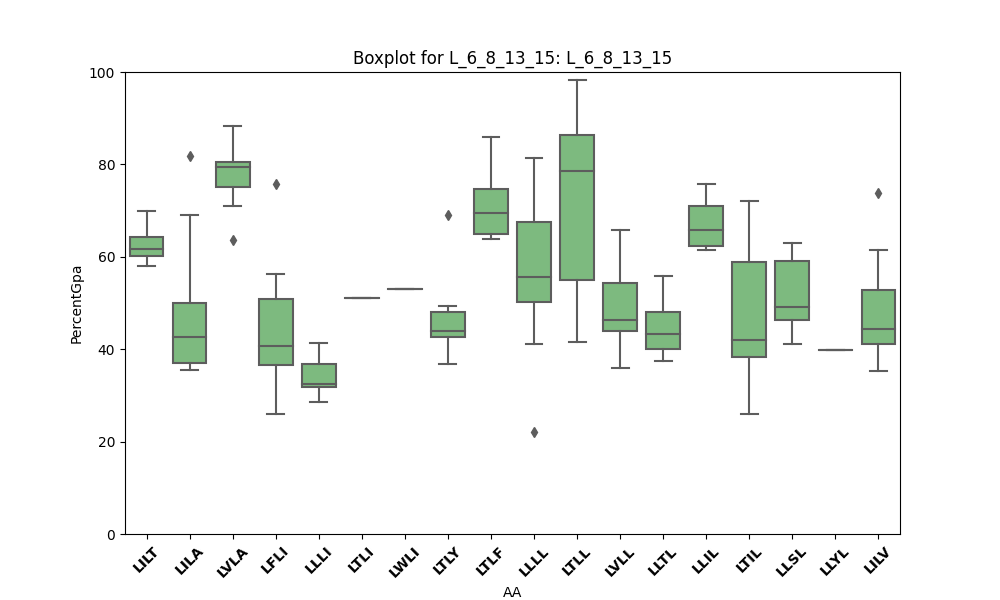 Boxplot for L_6_8_13_15: L_6_8_13_15
100
80
60
40
20
0
PercentGpa
LILT LILA LVLA LFLI LLLI LTLI LWLI LTLY LTLF LLLL LTLL LVLL LLTL LLIL LTIL LLSL LLYL LILV
AA